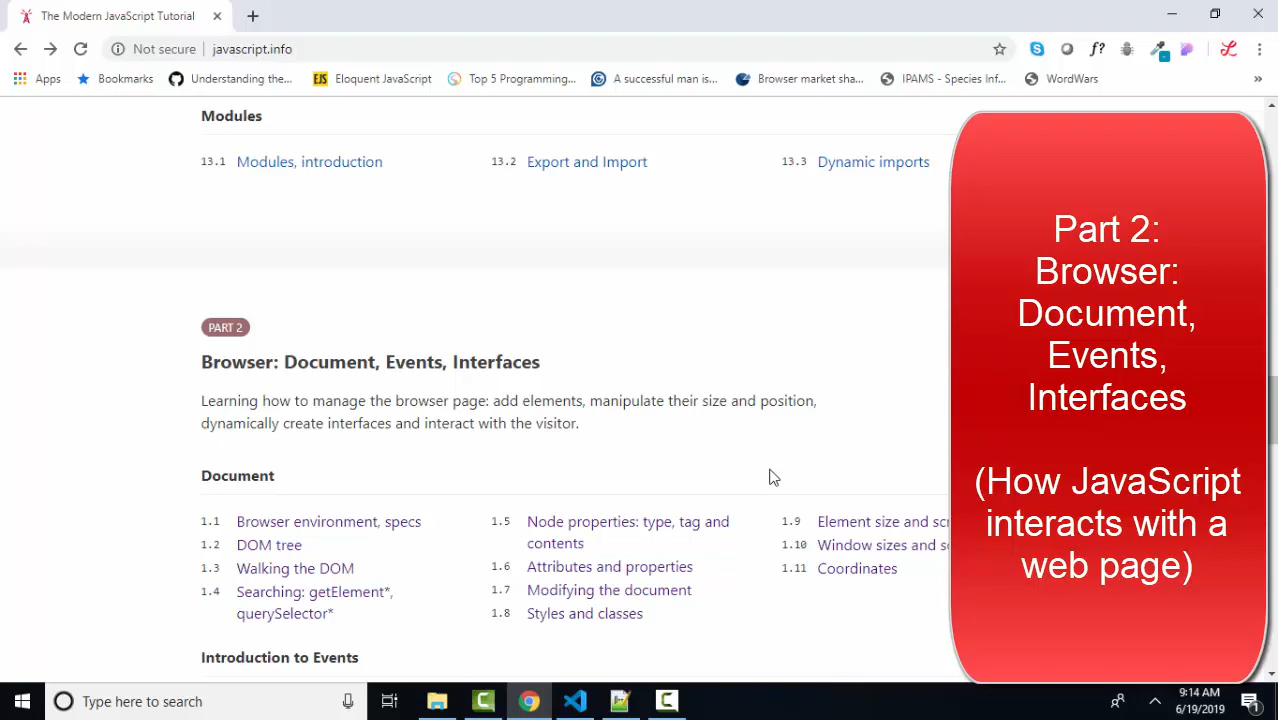 The Modern JavaScript Tutorial
Not secure | javascript.info
f?
Apps
Bookmarks
Understanding the...
EJS Eloquent JavaScript
Top 5 Programming...
A successful man is...
Browser market sha...
IPAMS - Species Inf...
WordWars
»
Modules
13.1 Modules, introduction
13.2 Export and Import
13.3 Dynamic imports
PART 2
Browser: Document, Events, Interfaces
Learning how to manage the browser page: add elements, manipulate their size and position,
dynamically create interfaces and interact with the visitor.
Document
1.1 Browser environment, specs
1.2 DOM tree
1.3 Walking the DOM
1.4 Searching: getElement*,
querySelector*
1.5 Node properties: type, tag and
contents
1.6 Attributes and properties
1.7 Modifying the document
1.8 Styles and classes
1.9 Element size and
1.10 Window sizes and
1.11 Coordinates
Introduction to Events
Part 2:
Browser:
Document,
Events,
Interfaces
(How JavaScript
interacts with a
web page)
Type here to search
9:14 AM
6/19/2019
1